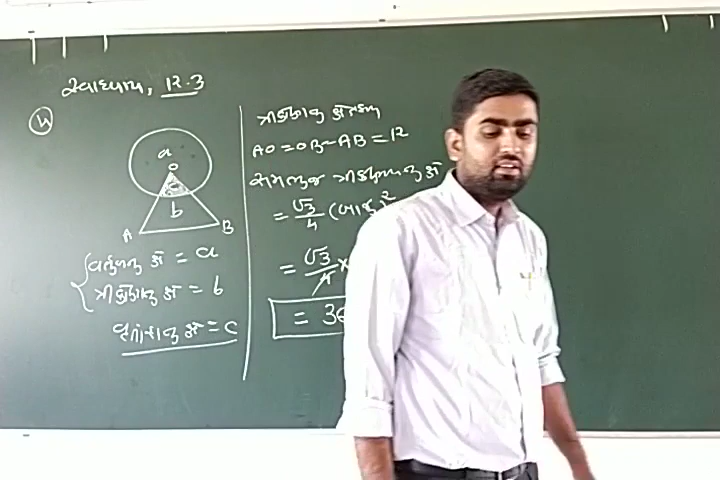 સ્વાધ્યાય, 12.3
4
a
O
c
b
A B
વર્તુળનું ક્ષે = a
ત્રિકોણનું ક્ષે = b
વૃતાંશનું ક્ષે = c
ત્રિકોણનું ક્ષેત્રફળ
AO = OB = AB = 12
સમબાજુ ત્રિકોણનું ક્ષે
= √3/4 (બાજુ)²
= √3/4 ×
= 36